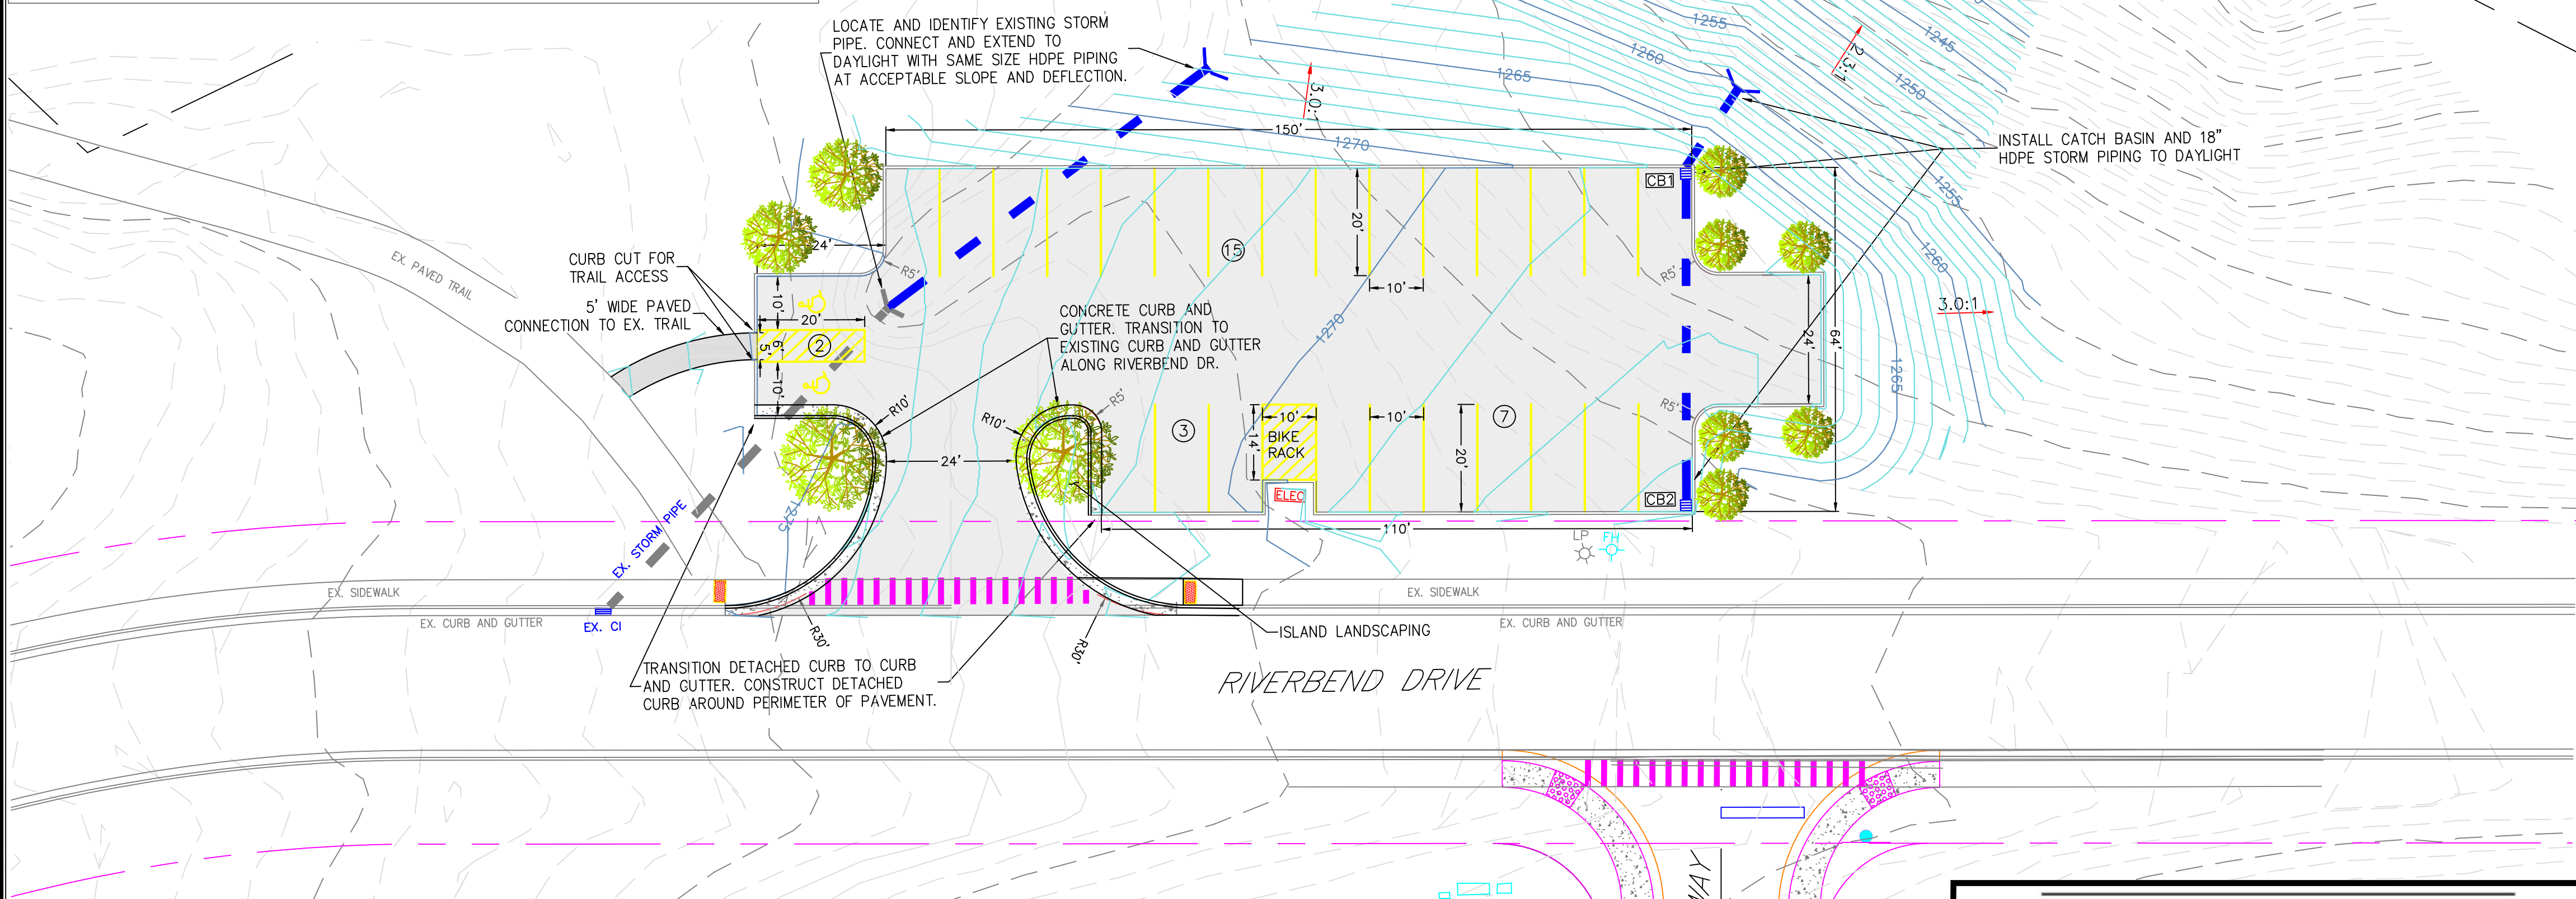 LOCATE AND IDENTIFY EXISTING STORM
PIPE. CONNECT AND EXTEND TO
DAYLIGHT WITH SAME SIZE HDPE PIPING
AT ACCEPTABLE SLOPE AND DEFLECTION.
1255
1245
1260
1265
1250
2.3:1
3.0:1
150'
1270
INSTALL CATCH BASIN AND 18"
HDPE STORM PIPING TO DAYLIGHT
CB1
1255
20'
24'
15
EX. PAVED TRAIL
CURB CUT FOR
TRAIL ACCESS
R5'
R5'
1260
10'
10'
5' WIDE PAVED
CONNECTION TO EX. TRAIL
20'
CONCRETE CURB AND
GUTTER. TRANSITION TO
EXISTING CURB AND GUTTER
ALONG RIVERBEND DR.
1270
3.0:1
2
5'
6'
24'
64'
1265
10'
R10'
R5'
R10'
R5'
10'
10'
7
3
14'
BIKE
RACK
20'
24'
ELEC
CB2
1275
110'
EX. STORM PIPE
LP
FH
EX. SIDEWALK
EX. SIDEWALK
EX. CURB AND GUTTER
EX. CI
EX. CURB AND GUTTER
R30'
R30'
ISLAND LANDSCAPING
TRANSITION DETACHED CURB TO CURB
AND GUTTER. CONSTRUCT DETACHED
CURB AROUND PERIMETER OF PAVEMENT.
RIVERBEND DRIVE
WAY